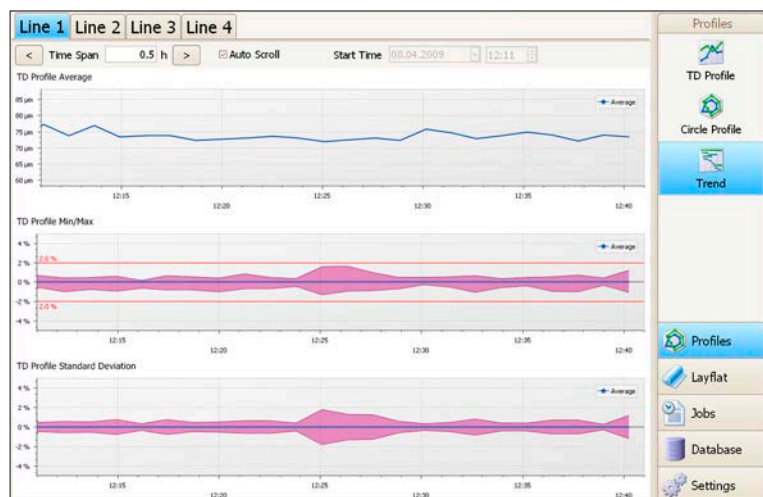 Line 1 Line 2 Line 3 Line 4
< Time Span 0.5 h > Auto Scroll Start Time 08.04.2009 12:11
TD Profile Average
Average
85 µm
80 µm
75 µm
70 µm
65 µm
60 µm
12:15 12:20 12:25 12:30 12:35 12:40
TD Profile Min/Max
Average
4 %
2 %
0 %
-2 %
-4 %
2.0 %
2.0 %
12:15 12:20 12:25 12:30 12:35 12:40
TD Profile Standard Deviation
Average
4 %
2 %
0 %
-2 %
-4 %
12:15 12:20 12:25 12:30 12:35 12:40
Profiles
TD Profile
Circle Profile
Trend
Profiles
Layflat
Jobs
Database
Settings